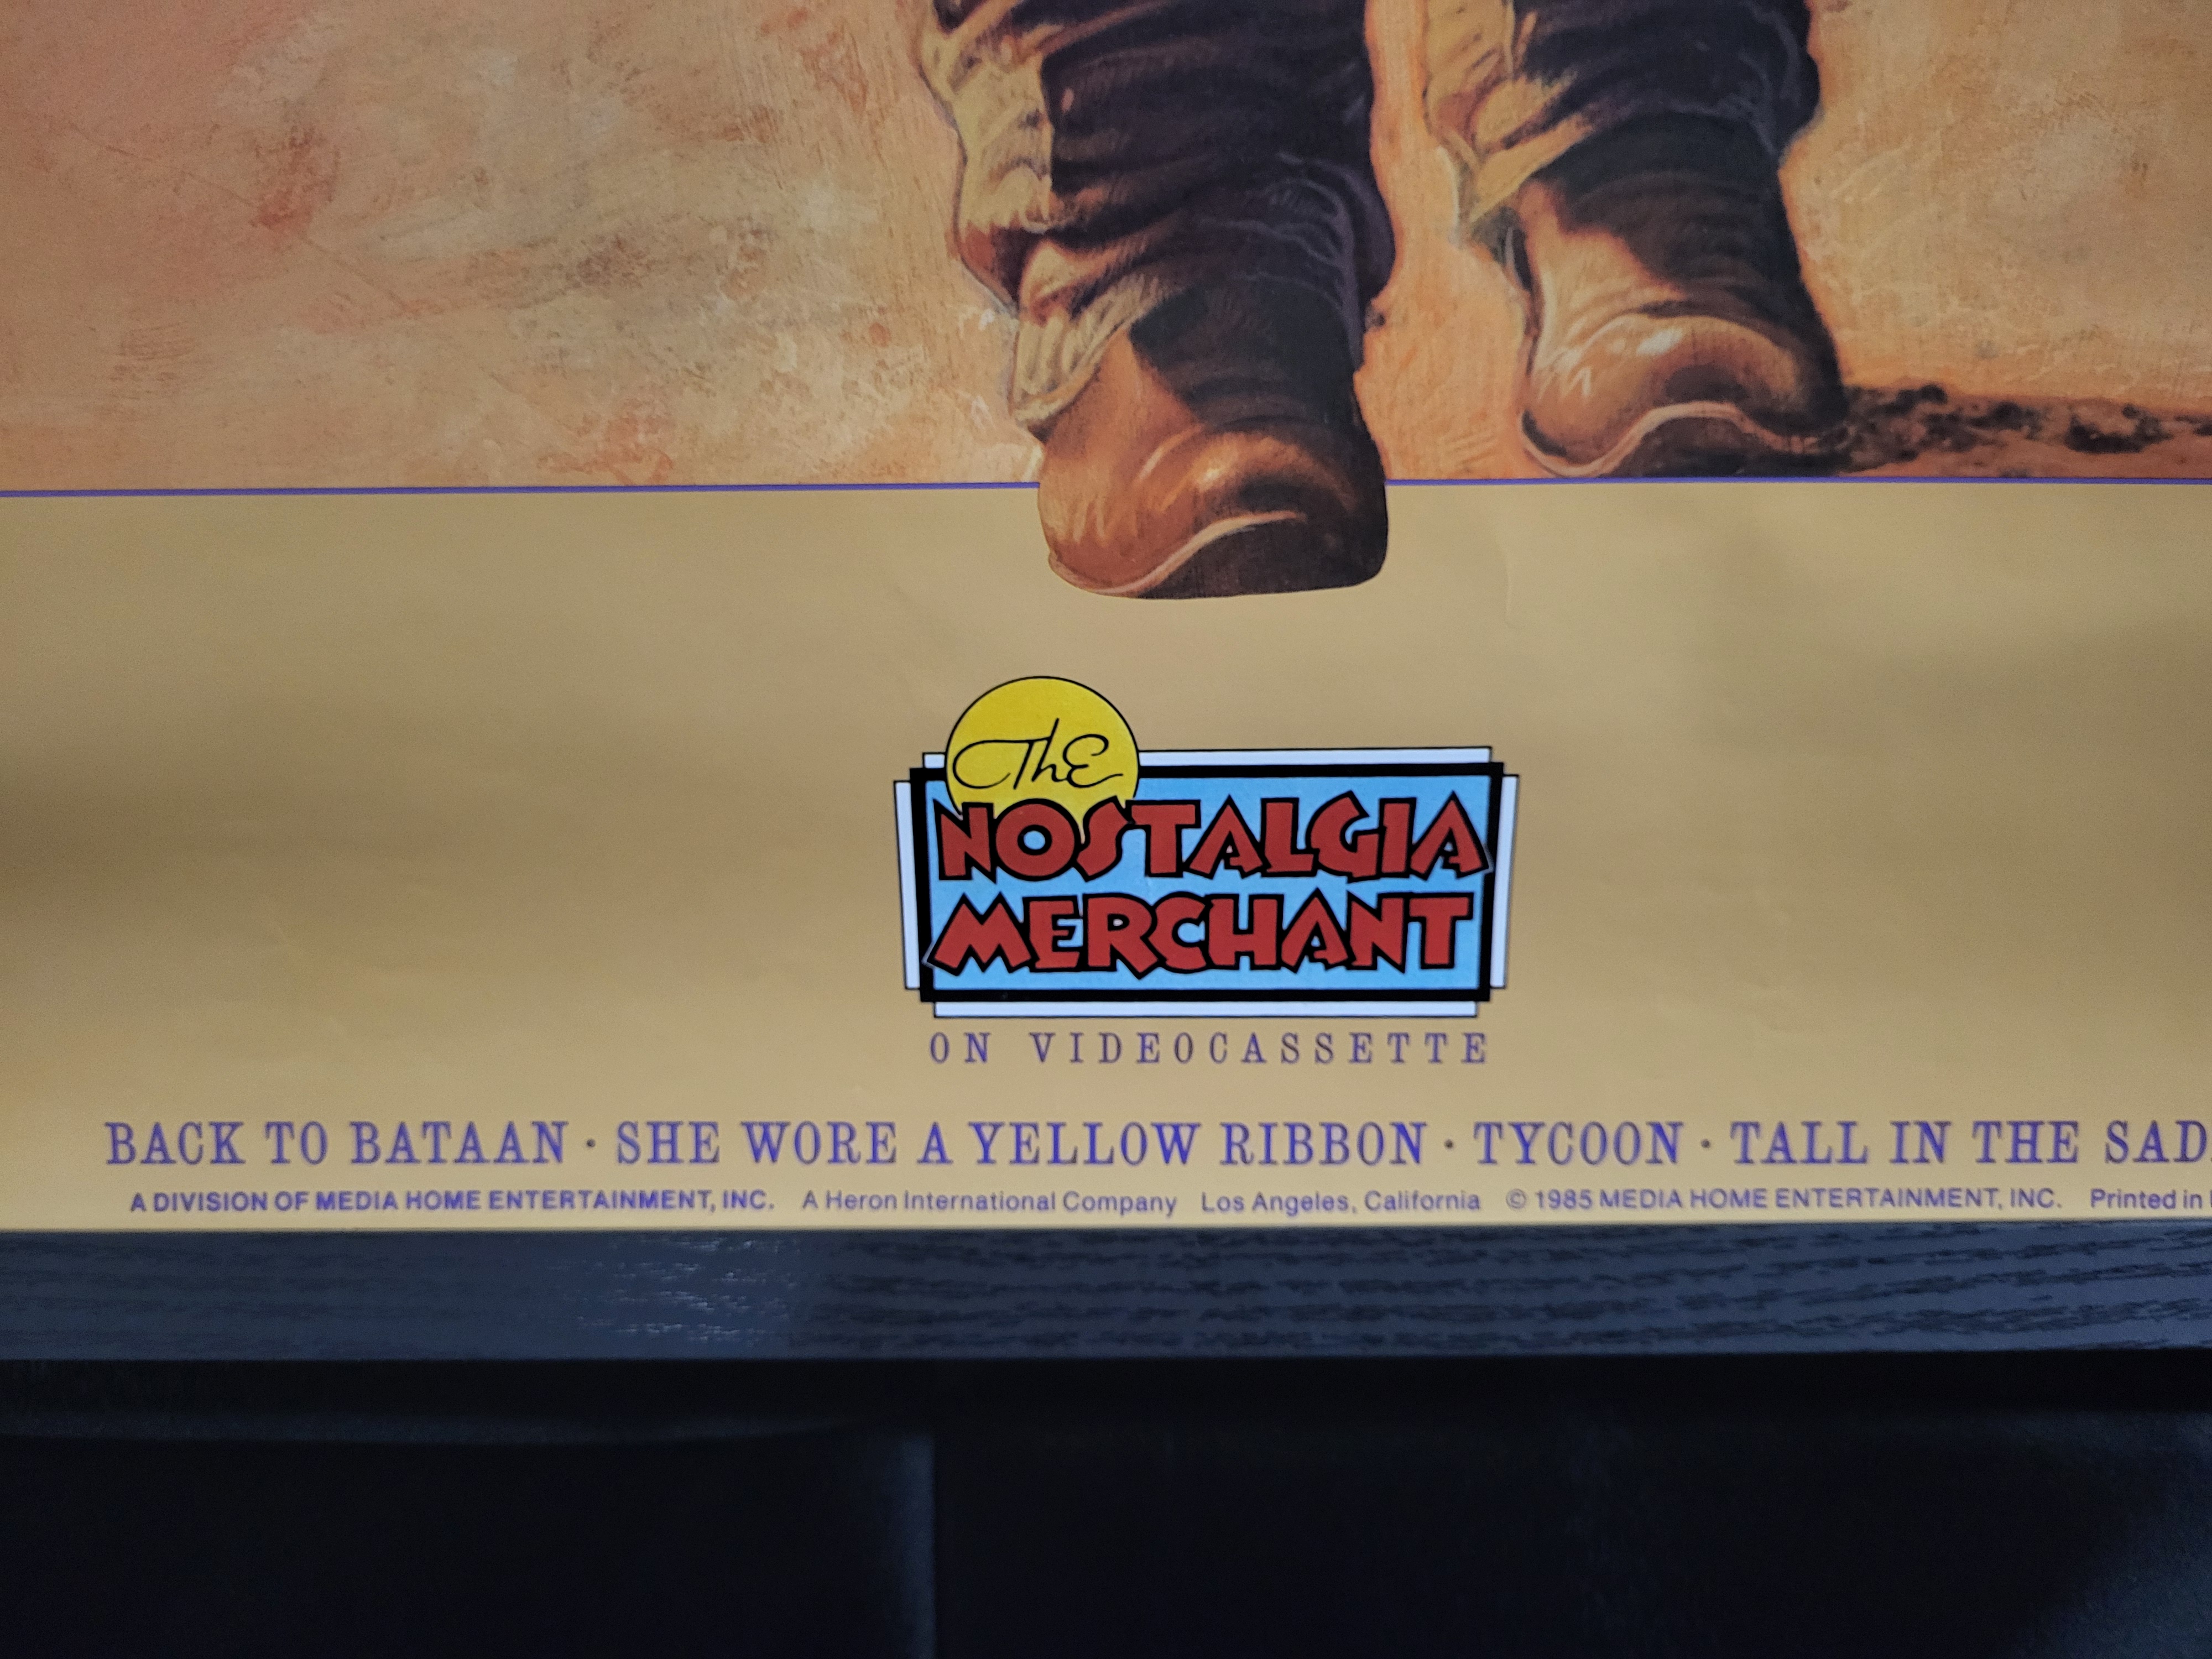 The
NOSTALGIA
MERCHANT
ON VIDEOCASSETTE
BACK TO BATAAN · SHE WORE A YELLOW RIBBON · TYCOON · TALL IN THE SAD
A DIVISION OF MEDIA HOME ENTERTAINMENT, INC. A Heron International Company Los Angeles, California © 1985 MEDIA HOME ENTERTAINMENT, INC. Printed in